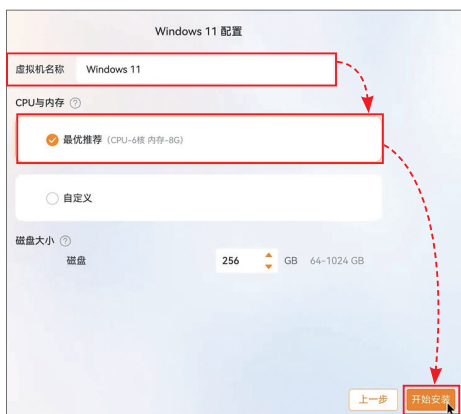 Windows 11 配置
虚拟机名称 Windows 11
CPU与内存 ?
最优推荐 (CPU-6核 内存-8G)
自定义
磁盘大小 ?
磁盘 256 GB 64-1024 GB
上一步 开始安装